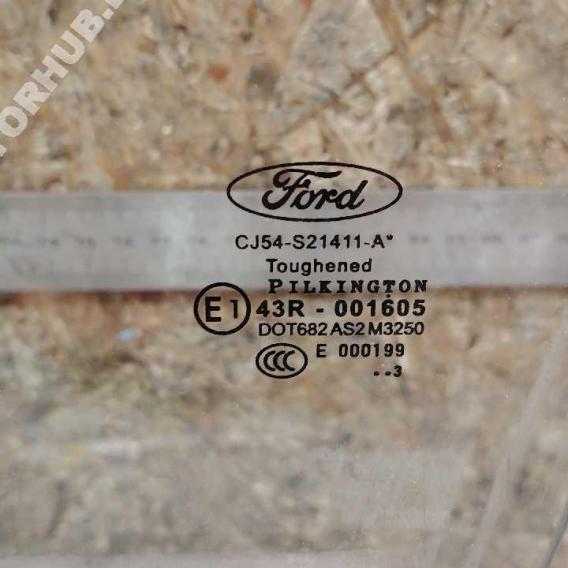 Ford
CJ54-S21411-A*
Toughened
PILKINGTON
E1 43R - 001605
DOT682 AS2 M3250
CCC E 000199
..3